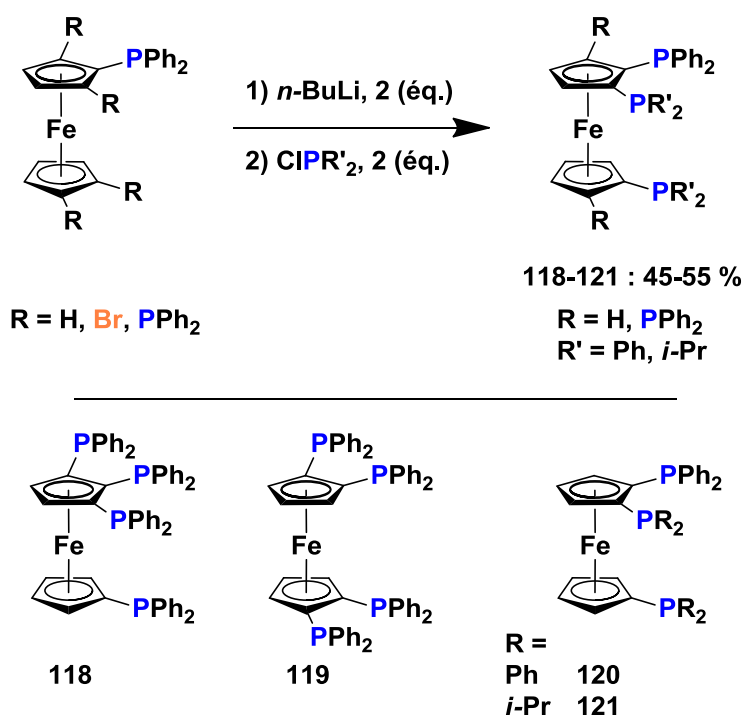 R
PPh₂
R
Fe
R
R
1) n-BuLi, 2 (éq.)
2) ClPR'₂, 2 (éq.)
R
PPh₂
PR'₂
Fe
PR'₂
R
118-121 : 45-55 %
R = H, Br, PPh₂
R = H, PPh₂
R' = Ph, i-Pr
PPh₂
PPh₂
PPh₂
Fe
PPh₂
118
PPh₂
PPh₂
Fe
PPh₂
PPh₂
119
PPh₂
PR₂
Fe
PR₂
R =
Ph 120
i-Pr 121